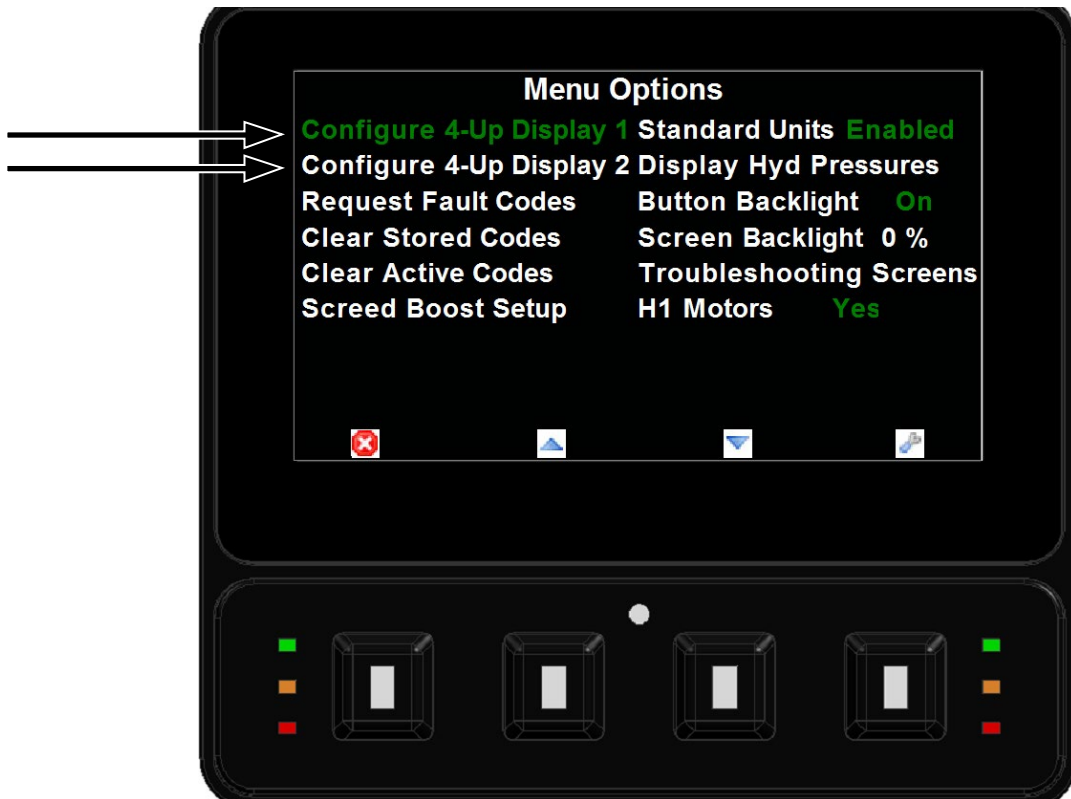 Menu Options
Configure 4-Up Display 1 Standard Units Enabled
Configure 4-Up Display 2 Display Hyd Pressures
Request Fault Codes Button Backlight On
Clear Stored Codes Screen Backlight 0 %
Clear Active Codes Troubleshooting Screens
Screed Boost Setup H1 Motors Yes